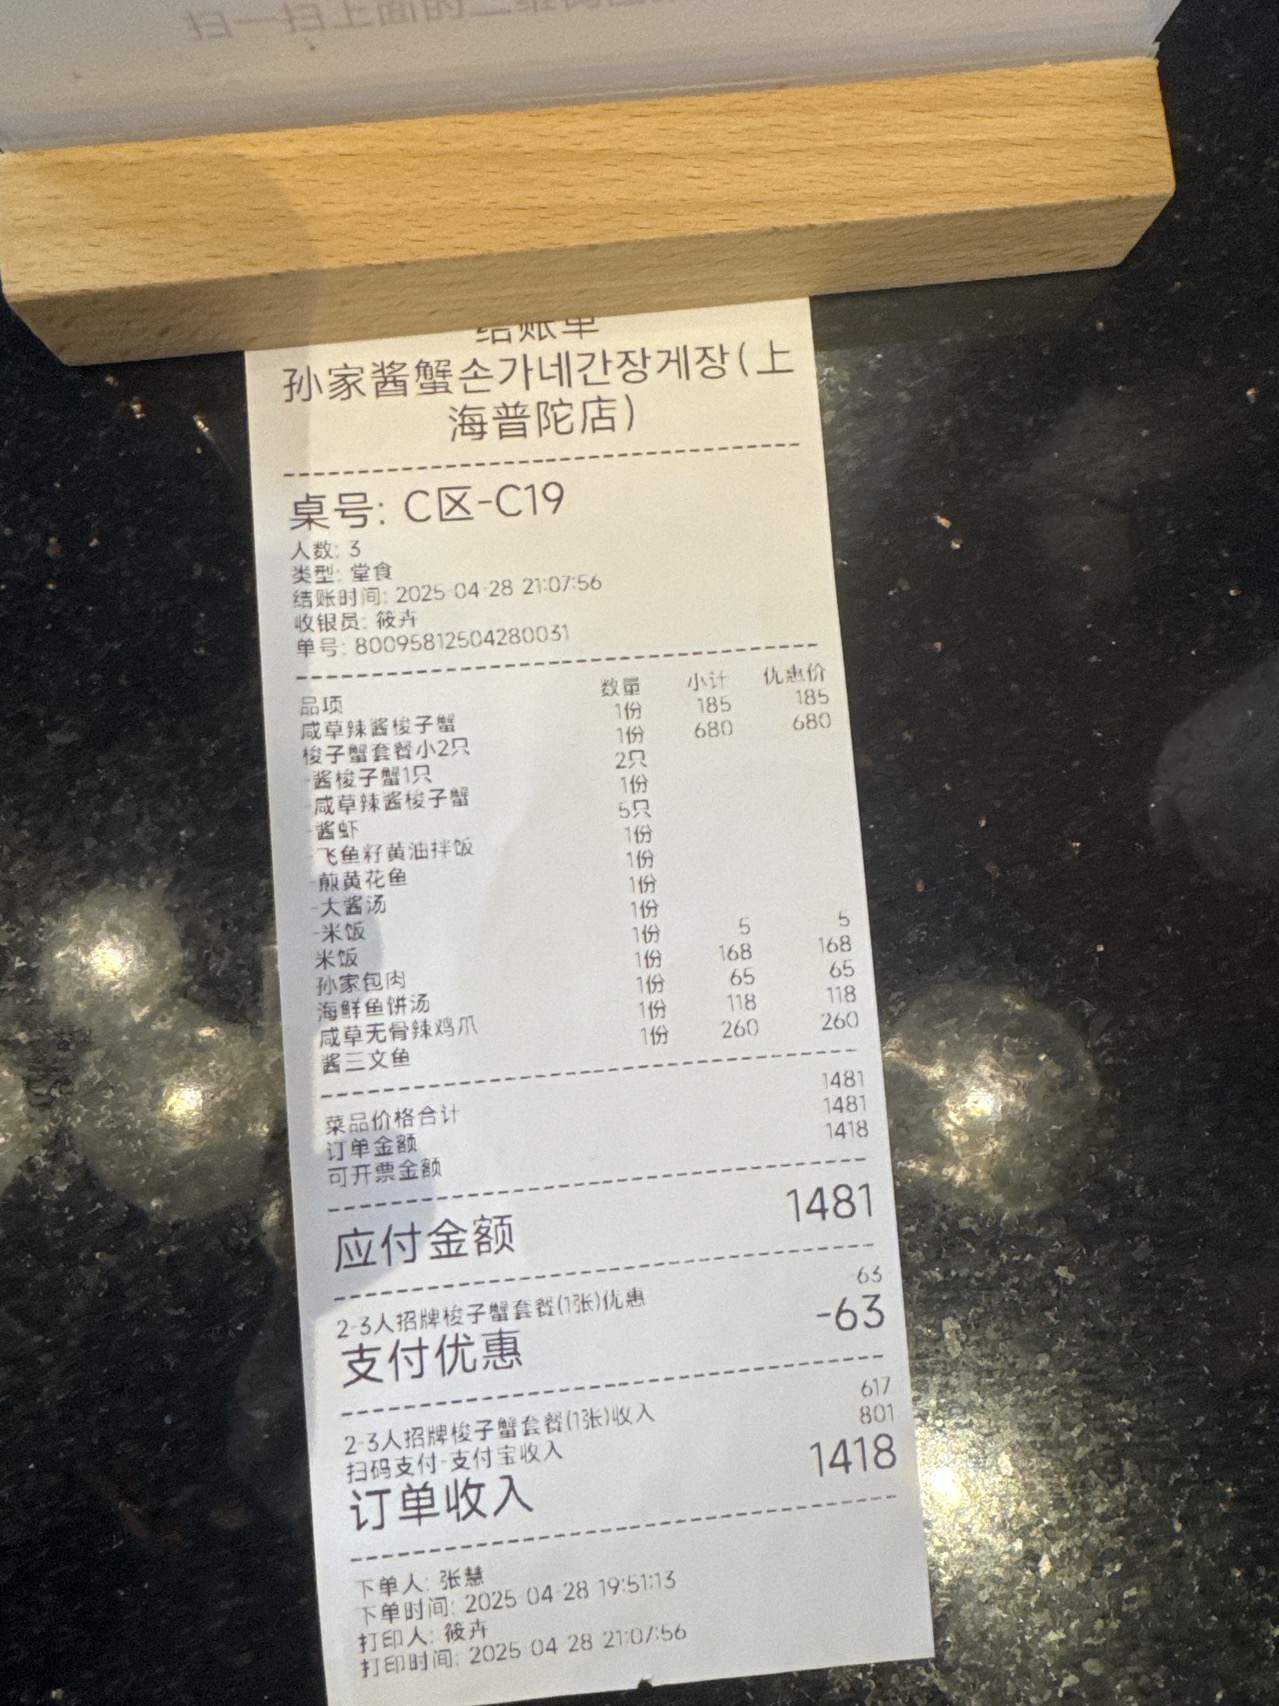 扫一扫上面的二维码
结账单
孙家酱蟹손가네간장게장(上
海普陀店)
桌号: C区-C19
人数: 3
类型: 堂食
结账时间: 2025-04-28 21:07:56
收银员: 筱卉
单号: 80095812504280031
品项 数量 小计 优惠价
咸草辣酱梭子蟹 1份 185 185
梭子蟹套餐小2只 1份 680 680
-酱梭子蟹1只 2只
-咸草辣酱梭子蟹 1份
-酱虾 5只
-飞鱼籽黄油拌饭 1份
-煎黄花鱼 1份
-大酱汤 1份
-米饭 1份
米饭 1份 5 5
孙家包肉 1份 168 168
海鲜鱼饼汤 1份 65 65
咸草无骨辣鸡爪 1份 118 118
酱三文鱼 1份 260 260
菜品价格合计 1481
订单金额 1481
可开票金额 1418
应付金额 1481
2-3人招牌梭子蟹套餐(1张)优惠 -63
支付优惠 -63
2-3人招牌梭子蟹套餐(1张)收入 617
扫码支付-支付宝收入 801
订单收入 1418
下单人: 张慧
下单时间: 2025-04-28 19:51:13
打印人: 筱卉
打印时间: 2025-04-28 21:07:56